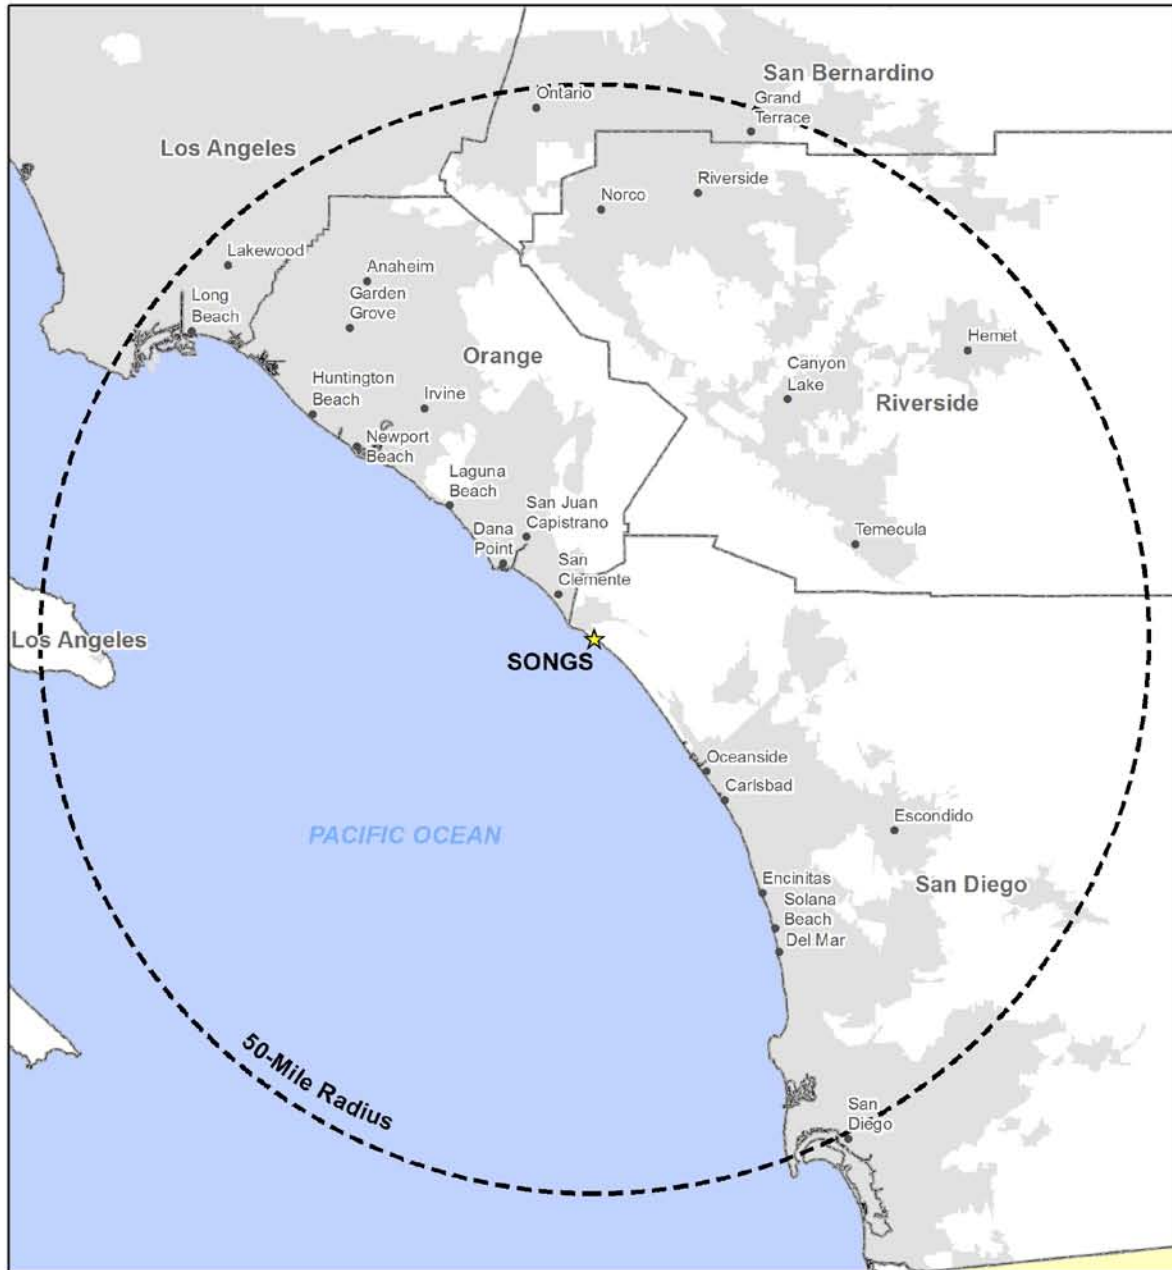 San Bernardino
Ontario
Grand
Terrace
Los Angeles
Riverside
Norco
Lakewood
Anaheim
Long
Beach
Garden
Grove
Hemet
Orange
Canyon
Lake
Huntington
Beach
Irvine
Riverside
Newport
Beach
Laguna
Beach
San Juan
Capistrano
Dana
Point
Temecula
San
Clemente
Los Angeles
SONGS
Oceanside
Carlsbad
Escondido
PACIFIC OCEAN
Encinitas
San Diego
Solana
Beach
Del Mar
50-Mile Radius
San
Diego